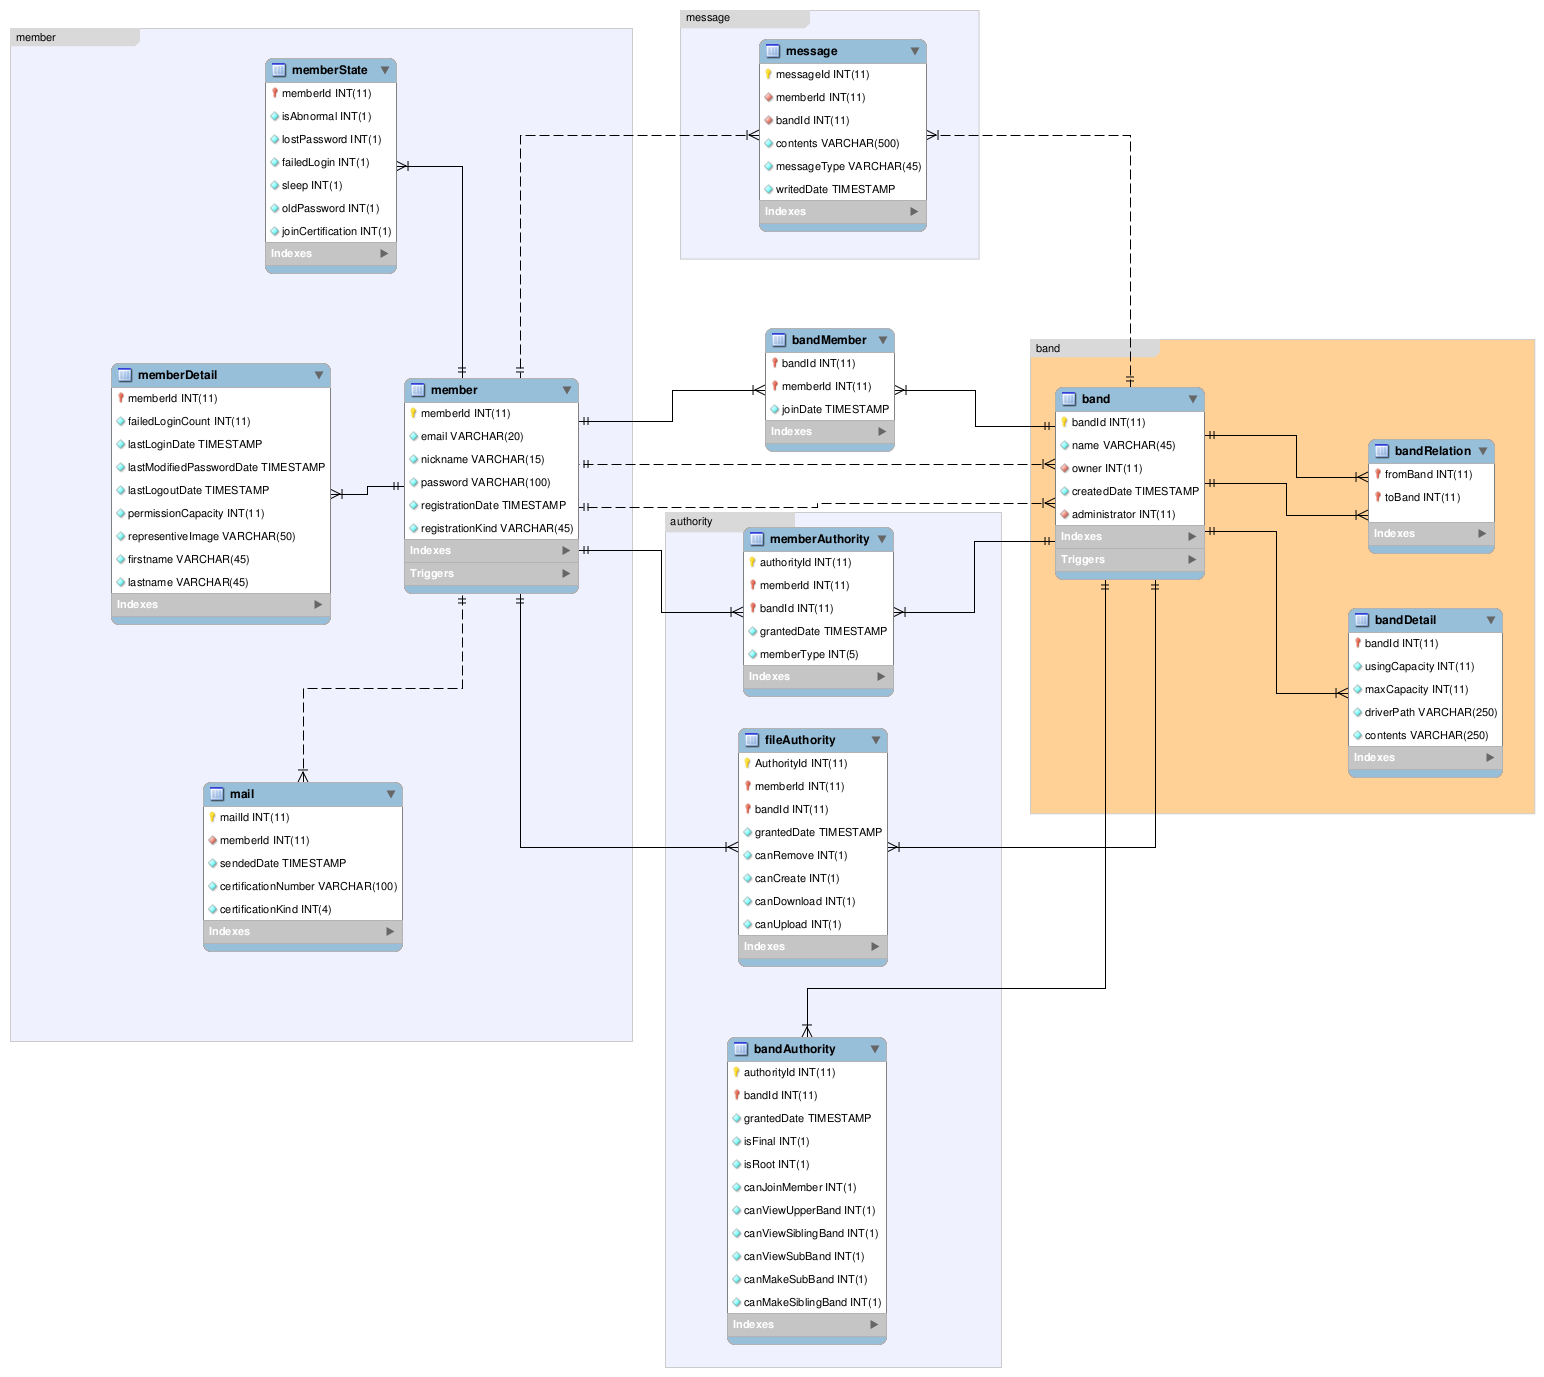 member
memberState
memberId INT(11)
isAbnormal INT(1)
lostPassword INT(1)
failedLogin INT(1)
sleep INT(1)
oldPassword INT(1)
joinCertification INT(1)
Indexes
memberDetail
memberId INT(11)
failedLoginCount INT(11)
lastLoginDate TIMESTAMP
lastModifiedPasswordDate TIMESTAMP
lastLogoutDate TIMESTAMP
permissionCapacity INT(11)
representiveImage VARCHAR(50)
firstname VARCHAR(45)
lastname VARCHAR(45)
Indexes
member
memberId INT(11)
email VARCHAR(20)
nickname VARCHAR(15)
password VARCHAR(100)
registrationDate TIMESTAMP
registrationKind VARCHAR(45)
Indexes
Triggers
mail
mailId INT(11)
memberId INT(11)
sendedDate TIMESTAMP
certificationNumber VARCHAR(100)
certificationKind INT(4)
Indexes
message
message
messageId INT(11)
memberId INT(11)
bandId INT(11)
contents VARCHAR(500)
messageType VARCHAR(45)
writedDate TIMESTAMP
Indexes
bandMember
bandId INT(11)
memberId INT(11)
joinDate TIMESTAMP
Indexes
authority
memberAuthority
authorityId INT(11)
memberId INT(11)
bandId INT(11)
grantedDate TIMESTAMP
memberType INT(5)
Indexes
fileAuthority
AuthorityId INT(11)
memberId INT(11)
bandId INT(11)
grantedDate TIMESTAMP
canRemove INT(1)
canCreate INT(1)
canDownload INT(1)
canUpload INT(1)
Indexes
bandAuthority
authorityId INT(11)
bandId INT(11)
grantedDate TIMESTAMP
isFinal INT(1)
isRoot INT(1)
canJoinMember INT(1)
canViewUpperBand INT(1)
canViewSiblingBand INT(1)
canViewSubBand INT(1)
canMakeSubBand INT(1)
canMakeSiblingBand INT(1)
Indexes
band
band
bandId INT(11)
name VARCHAR(45)
owner INT(11)
createdDate TIMESTAMP
administrator INT(11)
Indexes
Triggers
bandRelation
fromBand INT(11)
toBand INT(11)
Indexes
bandDetail
bandId INT(11)
usingCapacity INT(11)
maxCapacity INT(11)
driverPath VARCHAR(250)
contents VARCHAR(250)
Indexes